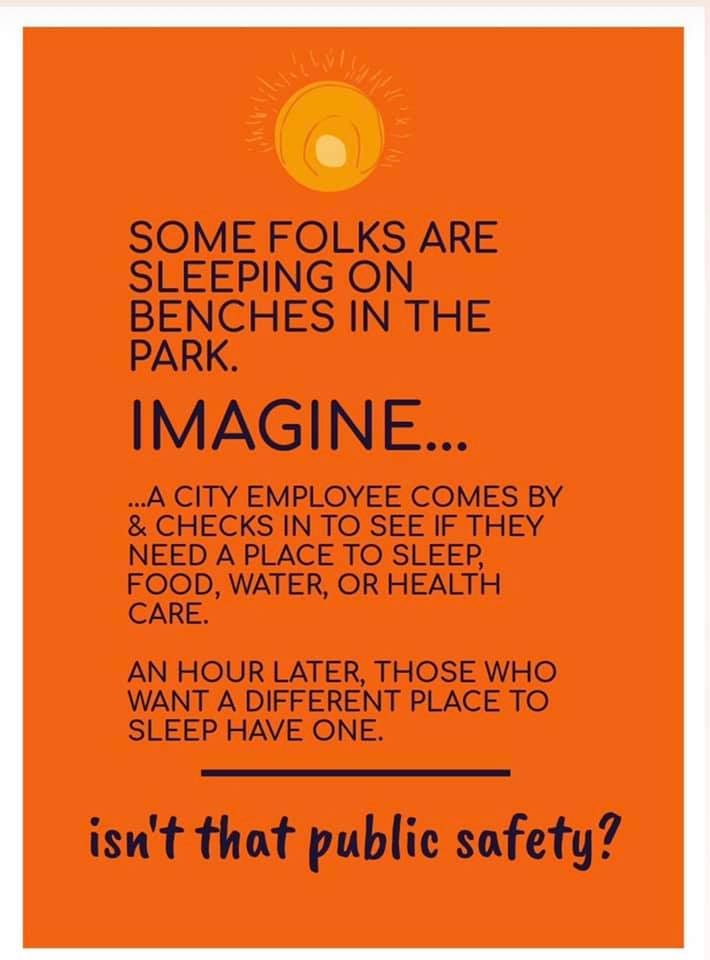 SOME FOLKS ARE
SLEEPING ON
BENCHES IN THE
PARK.
IMAGINE...
...A CITY EMPLOYEE COMES BY
& CHECKS IN TO SEE IF THEY
NEED A PLACE TO SLEEP,
FOOD, WATER, OR HEALTH
CARE.
AN HOUR LATER, THOSE WHO
WANT A DIFFERENT PLACE TO
SLEEP HAVE ONE.
isn't that public safety?